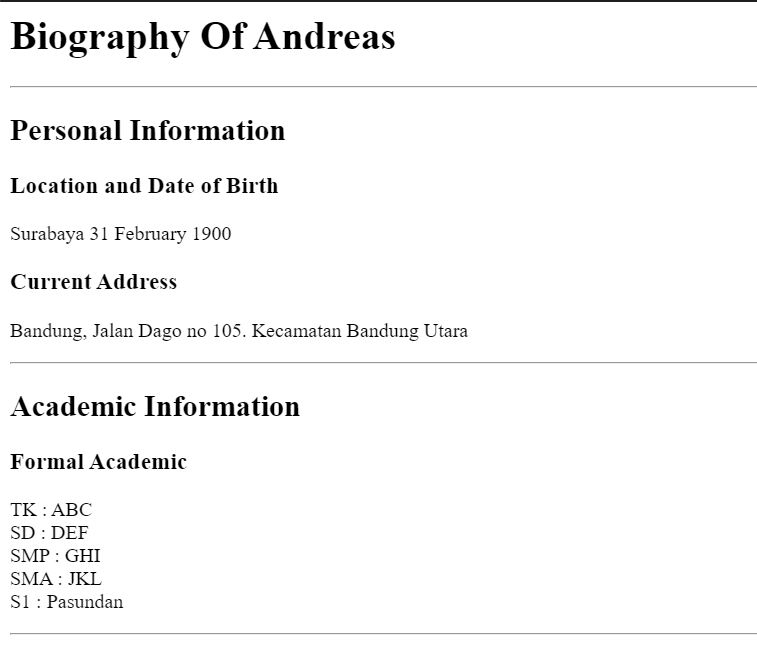 Biography Of Andreas
Personal Information
Location and Date of Birth
Surabaya 31 February 1900
Current Address
Bandung, Jalan Dago no 105. Kecamatan Bandung Utara
Academic Information
Formal Academic
TK : ABC
SD : DEF
SMP : GHI
SMA : JKL
S1 : Pasundan